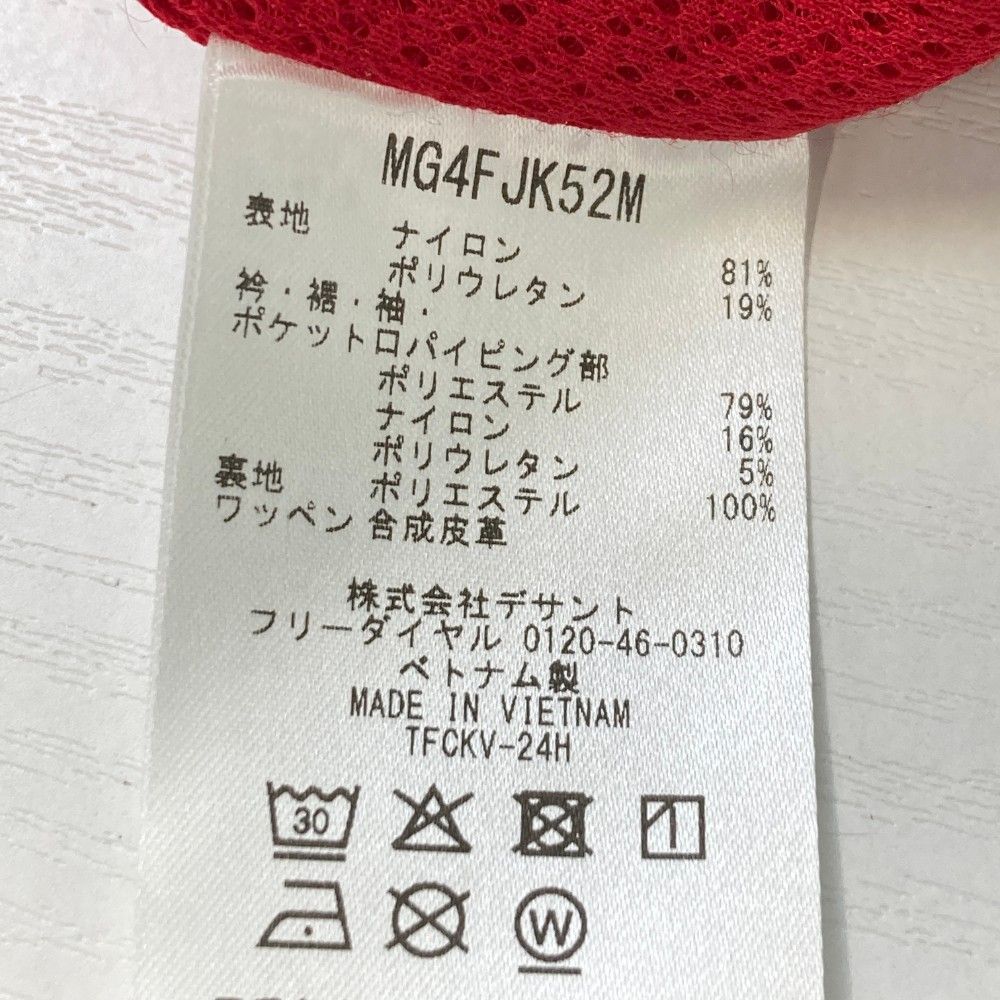 MG4FJK52M
表地 ナイロン 81%
ポリウレタン 19%
衿・裾・袖・
ポケット口パイピング部
ポリエステル 79%
ナイロン 16%
ポリウレタン 5%
裏地 ポリエステル 100%
ワッペン 合成皮革
株式会社デサント
フリーダイヤル 0120-46-0310
ベトナム製
MADE IN VIETNAM
TFCKV-24H
30
W